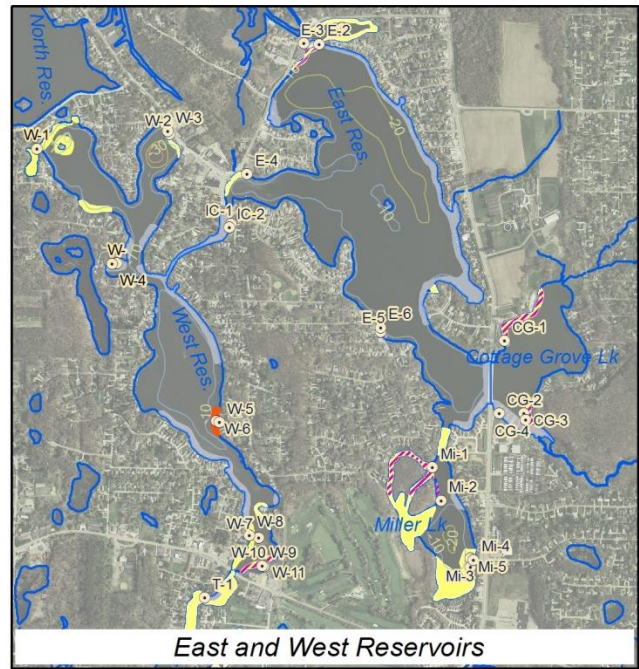 North Res.
E-3
E-2
East Res.
20
W-1
W-2
W-3
30
E-4
10
IC-1
IC-2
W-
W-4
West Res.
E-5
E-6
CG-1
Cottage Grove Lk
10
W-5
W-6
CG-2
CG-3
CG-4
Mi-1
Mi-2
Miller Lk
W-7
W-8
W-10
W-9
W-11
20
10
Mi-4
Mi-3
Mi-5
T-1
East and West Reservoirs